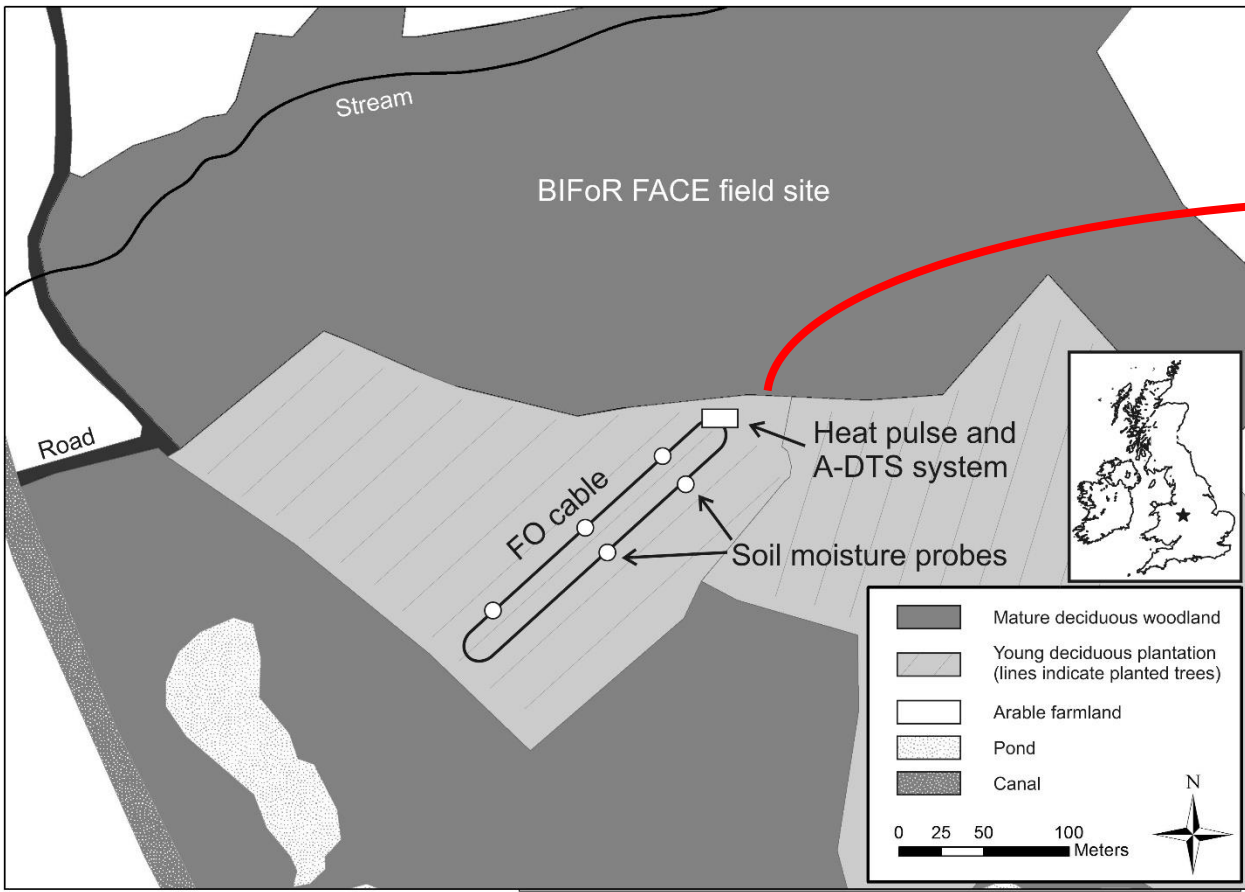 Stream
BIFoR FACE field site
Road
Heat pulse and
A-DTS system
FO cable
Soil moisture probes
Mature deciduous woodland
Young deciduous plantation
(lines indicate planted trees)
Arable farmland
Pond
Canal
N
0 25 50 100
Meters